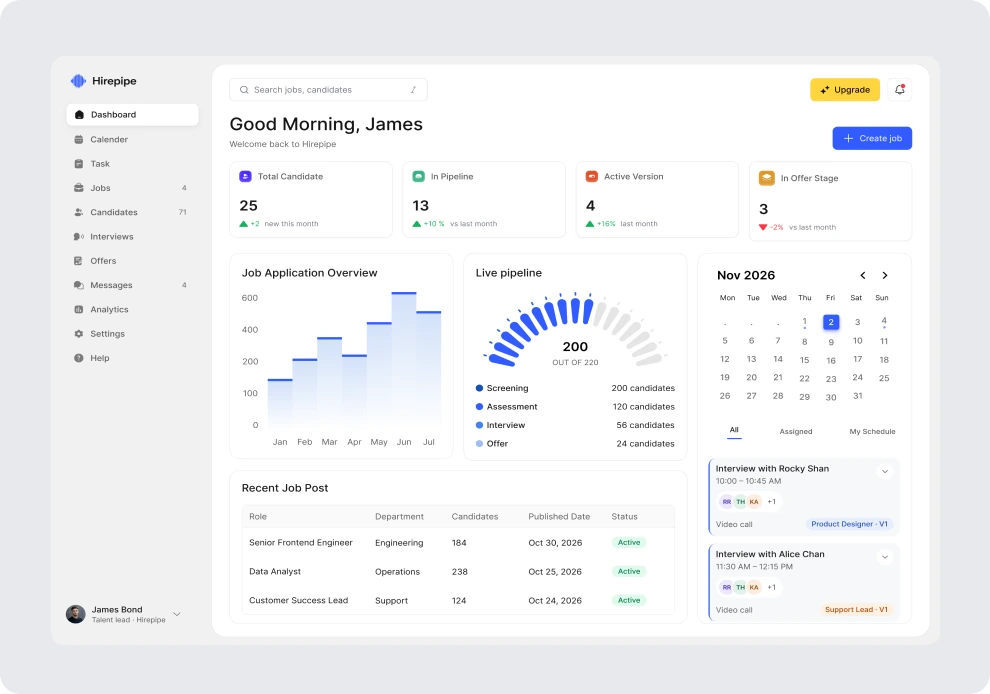 Hirepipe
Dashboard
Calender
Task
Jobs 4
Candidates 71
Interviews
Offers
Messages 4
Analytics
Settings
Help
James Bond
Talent lead · Hirepipe
Search jobs, candidates /
Upgrade
Good Morning, James
Welcome back to Hirepipe
Create job
Total Candidate
25
+2 new this month
In Pipeline
13
+10 % vs last month
Active Version
4
+16% last month
In Offer Stage
3
-2% vs last month
Job Application Overview
600
400
200
100
0
Jan Feb Mar Apr May Jun Jul
Live pipeline
200
OUT OF 220
Screening 200 candidates
Assessment 120 candidates
Interview 56 candidates
Offer 24 candidates
Nov 2026
Mon Tue Wed Thu Fri Sat Sun
. . . 1 2 3 4
5 6 7 8 9 10 11
12 13 14 15 16 17 18
19 20 21 22 23 24 25
26 27 28 29 30 31
All Assigned My Schedule
Interview with Rocky Shan
10:00 – 10:45 AM
RR TH KA +1
Video call Product Designer - V1
Interview with Alice Chan
11:30 AM – 12:15 PM
RR TH KA +1
Video call Support Lead - V1
Recent Job Post
Role Department Candidates Published Date Status
Senior Frontend Engineer Engineering 184 Oct 30, 2026 Active
Data Analyst Operations 238 Oct 25, 2026 Active
Customer Success Lead Support 124 Oct 24, 2026 Active